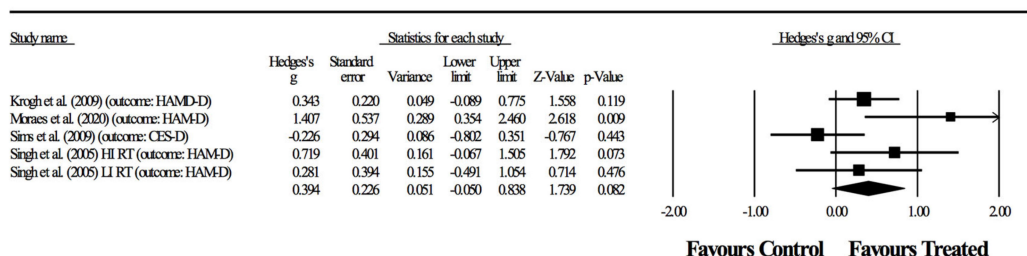 Study name Statistics for each study Hedges's g and 95% CI
Hedges's Standard Lower Upper
g error Variance limit limit Z-Value p-Value
Krogh et al. (2009) (outcome: HAMD-D) 0.343 0.220 0.049 -0.089 0.775 1.558 0.119
Moraes et al. (2020) (outcome: HAM-D) 1.407 0.537 0.289 0.354 2.460 2.618 0.009
Sims et al. (2009) (outcome: CES-D) -0.226 0.294 0.086 -0.802 0.351 -0.767 0.443
Singh et al. (2005) HI RT (outcome: HAM-D) 0.719 0.401 0.161 -0.067 1.505 1.792 0.073
Singh et al. (2005) LI RT (outcome: HAM-D) 0.281 0.394 0.155 -0.491 1.054 0.714 0.476
0.394 0.226 0.051 -0.050 0.838 1.739 0.082
-2.00 -1.00 0.00 1.00 2.00
Favours Control Favours Treated